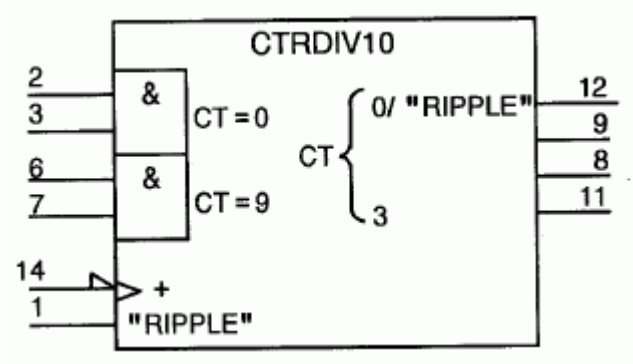 CTRDIV10
2
&
3
CT=0
0/ "RIPPLE"
12
9
CT
6
&
8
7
CT=9
3
11
14
+
1
"RIPPLE"